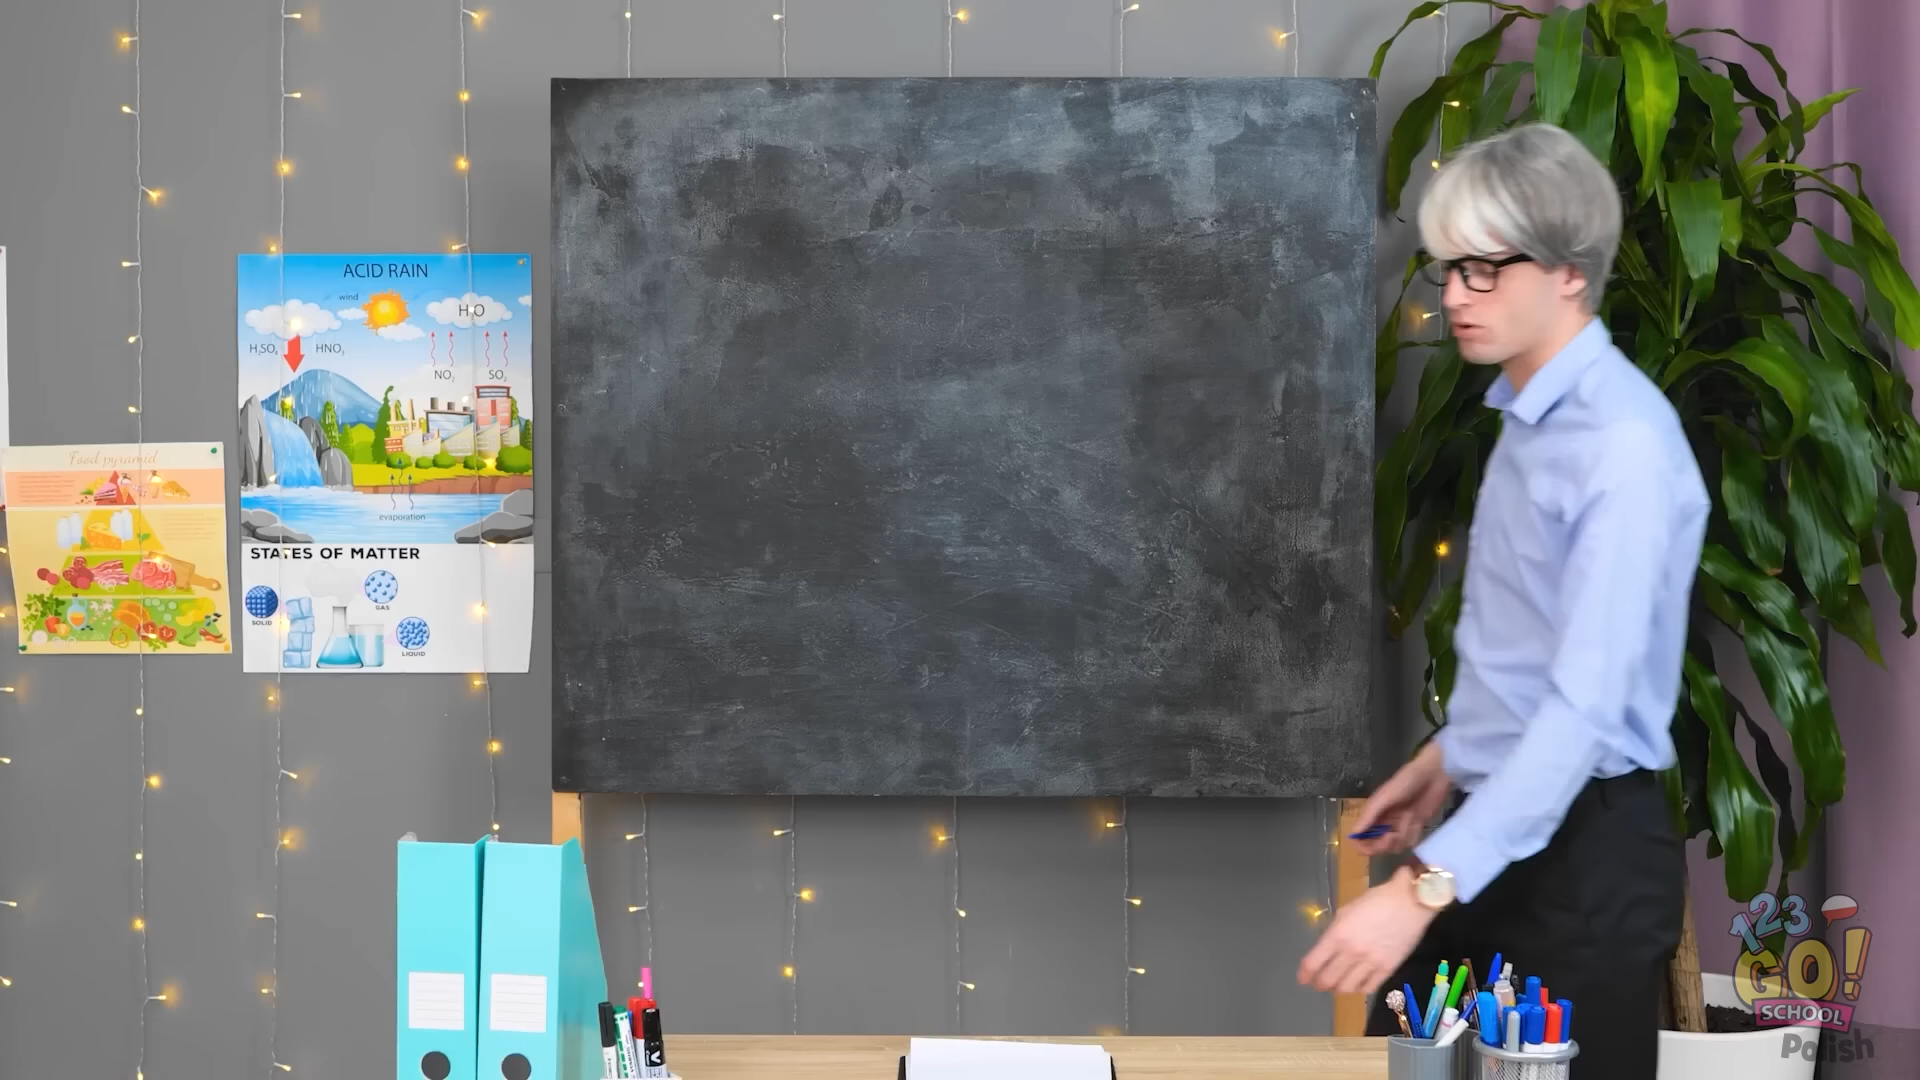 ACID RAIN
wind
H₂O
H₂SO₄
HNO₃
NO₂
SO₂
evaporation
Food pyramid
STATES OF MATTER
GAS
SOLID
LIQUID
V
123
GO!
SCHOOL
Polish